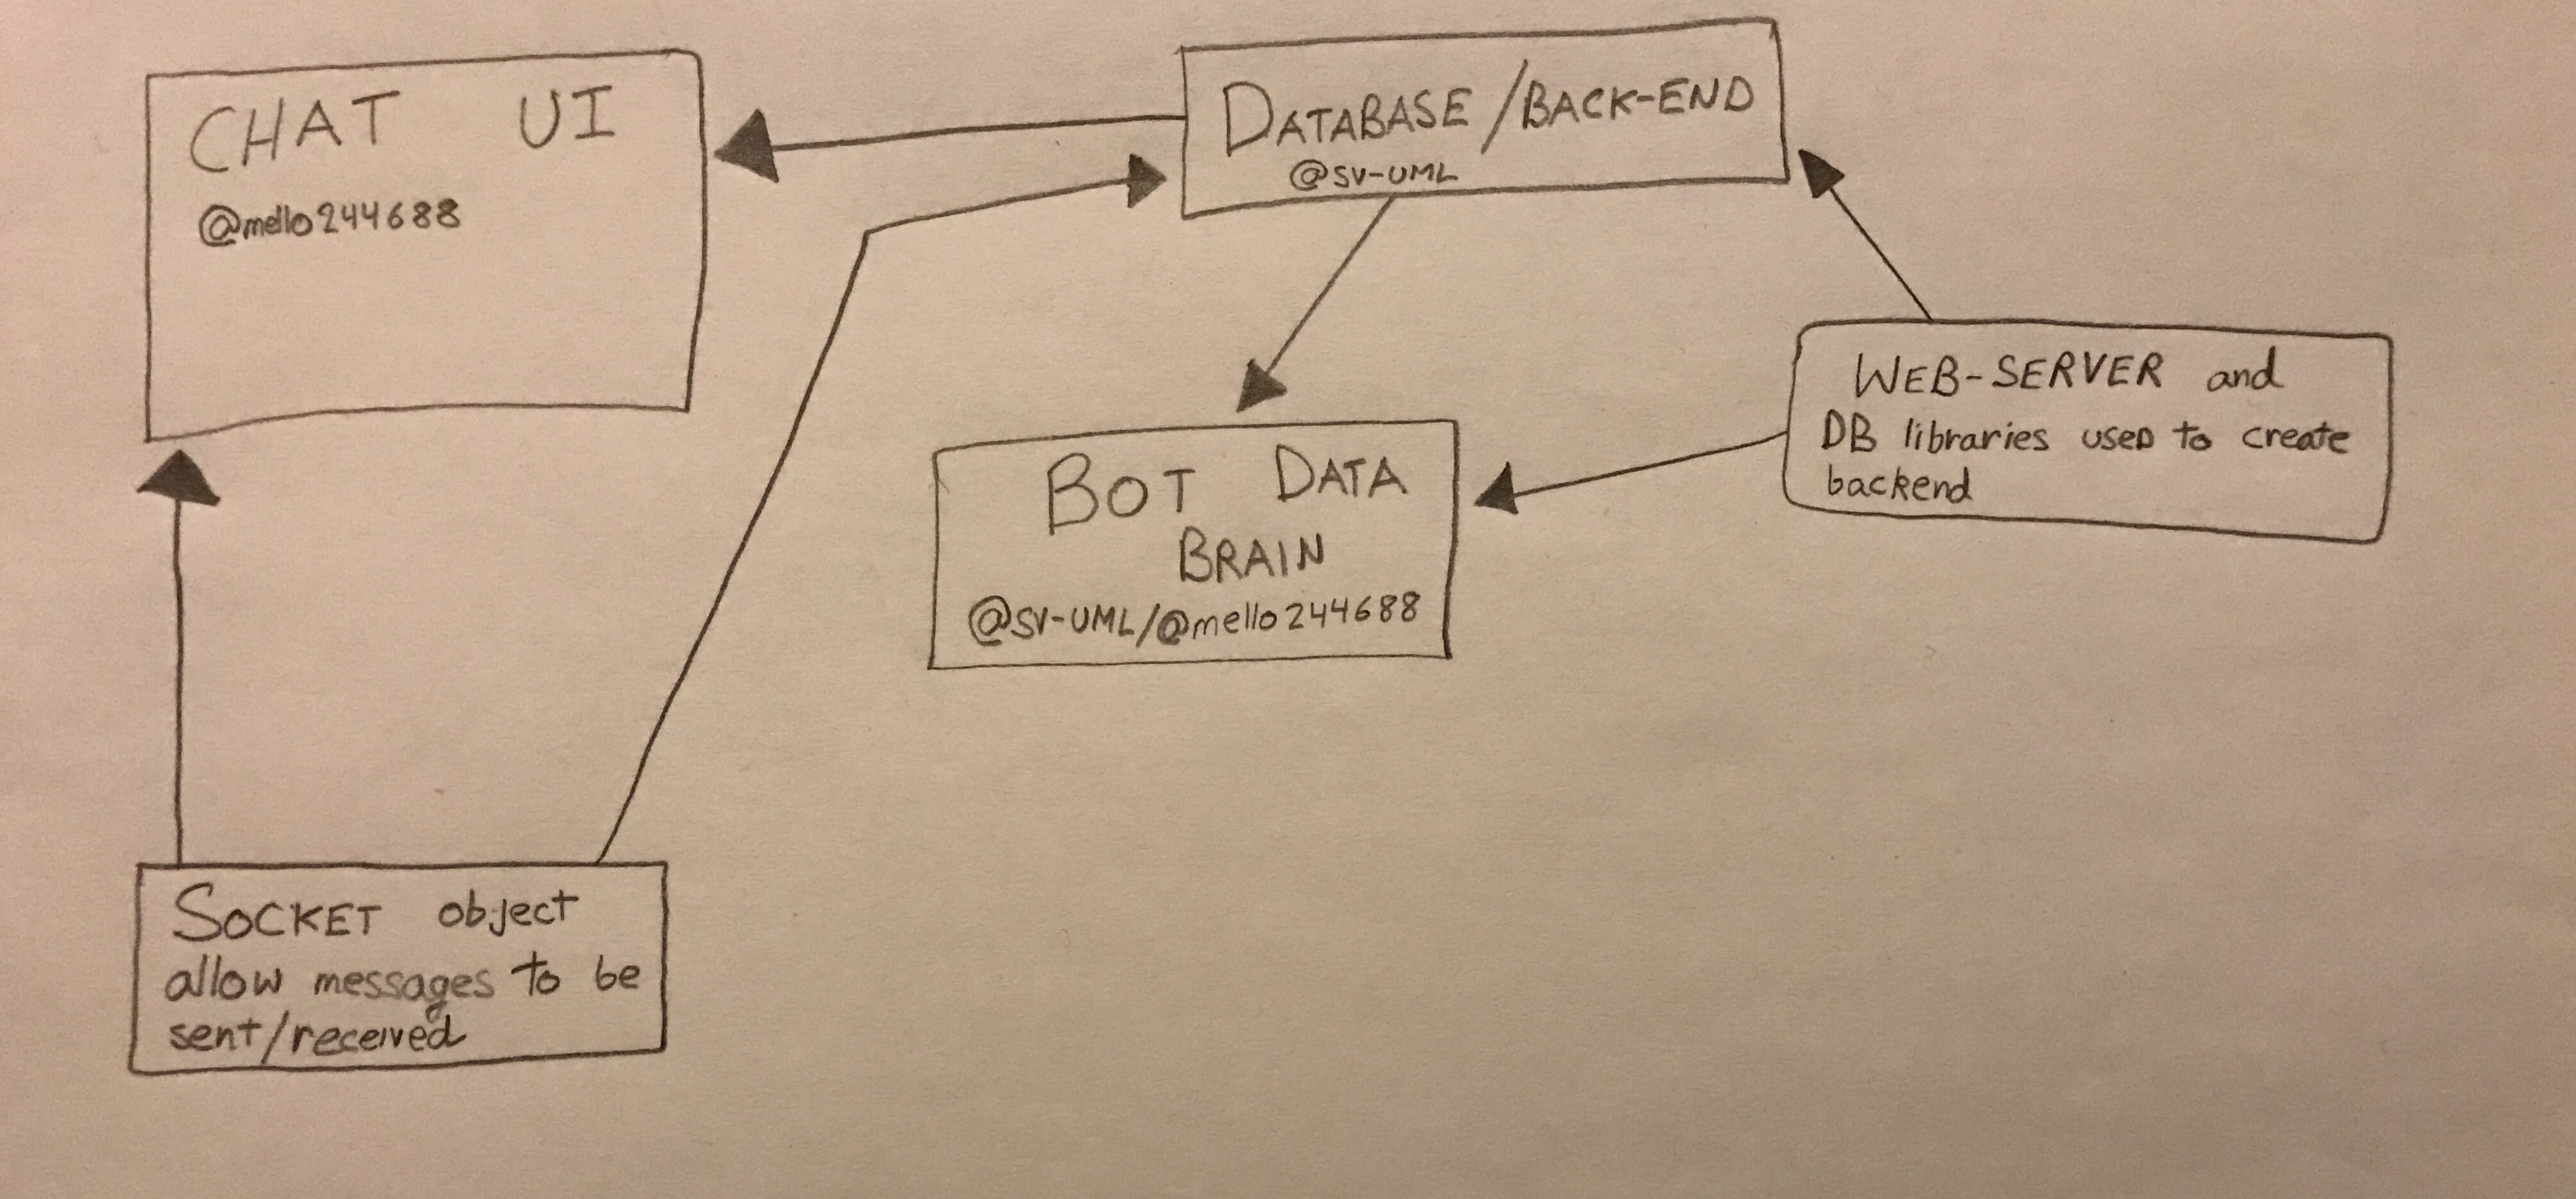 CHAT UI
@mello244688
DATABASE/BACK-END
@SV-UML
WEB-SERVER and
DB libraries used to create
backend
BOT DATA
BRAIN
@SV-UML/@mello244688
SOCKET object
allow messages to be
sent/received